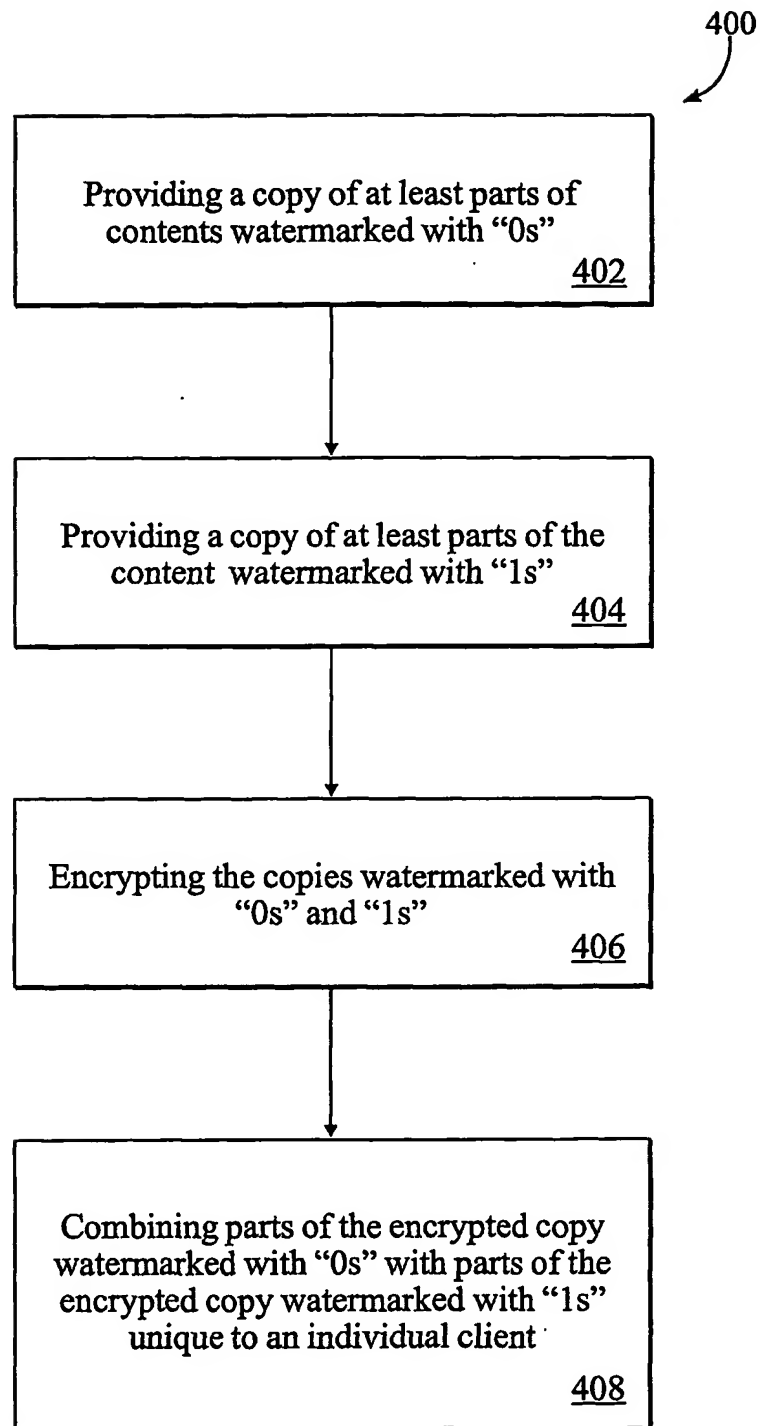 400
Providing a copy of at least parts of
contents watermarked with “0s”
402
Providing a copy of at least parts of the
content watermarked with “1s”
404
Encrypting the copies watermarked with
“0s” and “1s”
406
Combining parts of the encrypted copy
watermarked with “0s” with parts of the
encrypted copy watermarked with “1s”
unique to an individual client
408